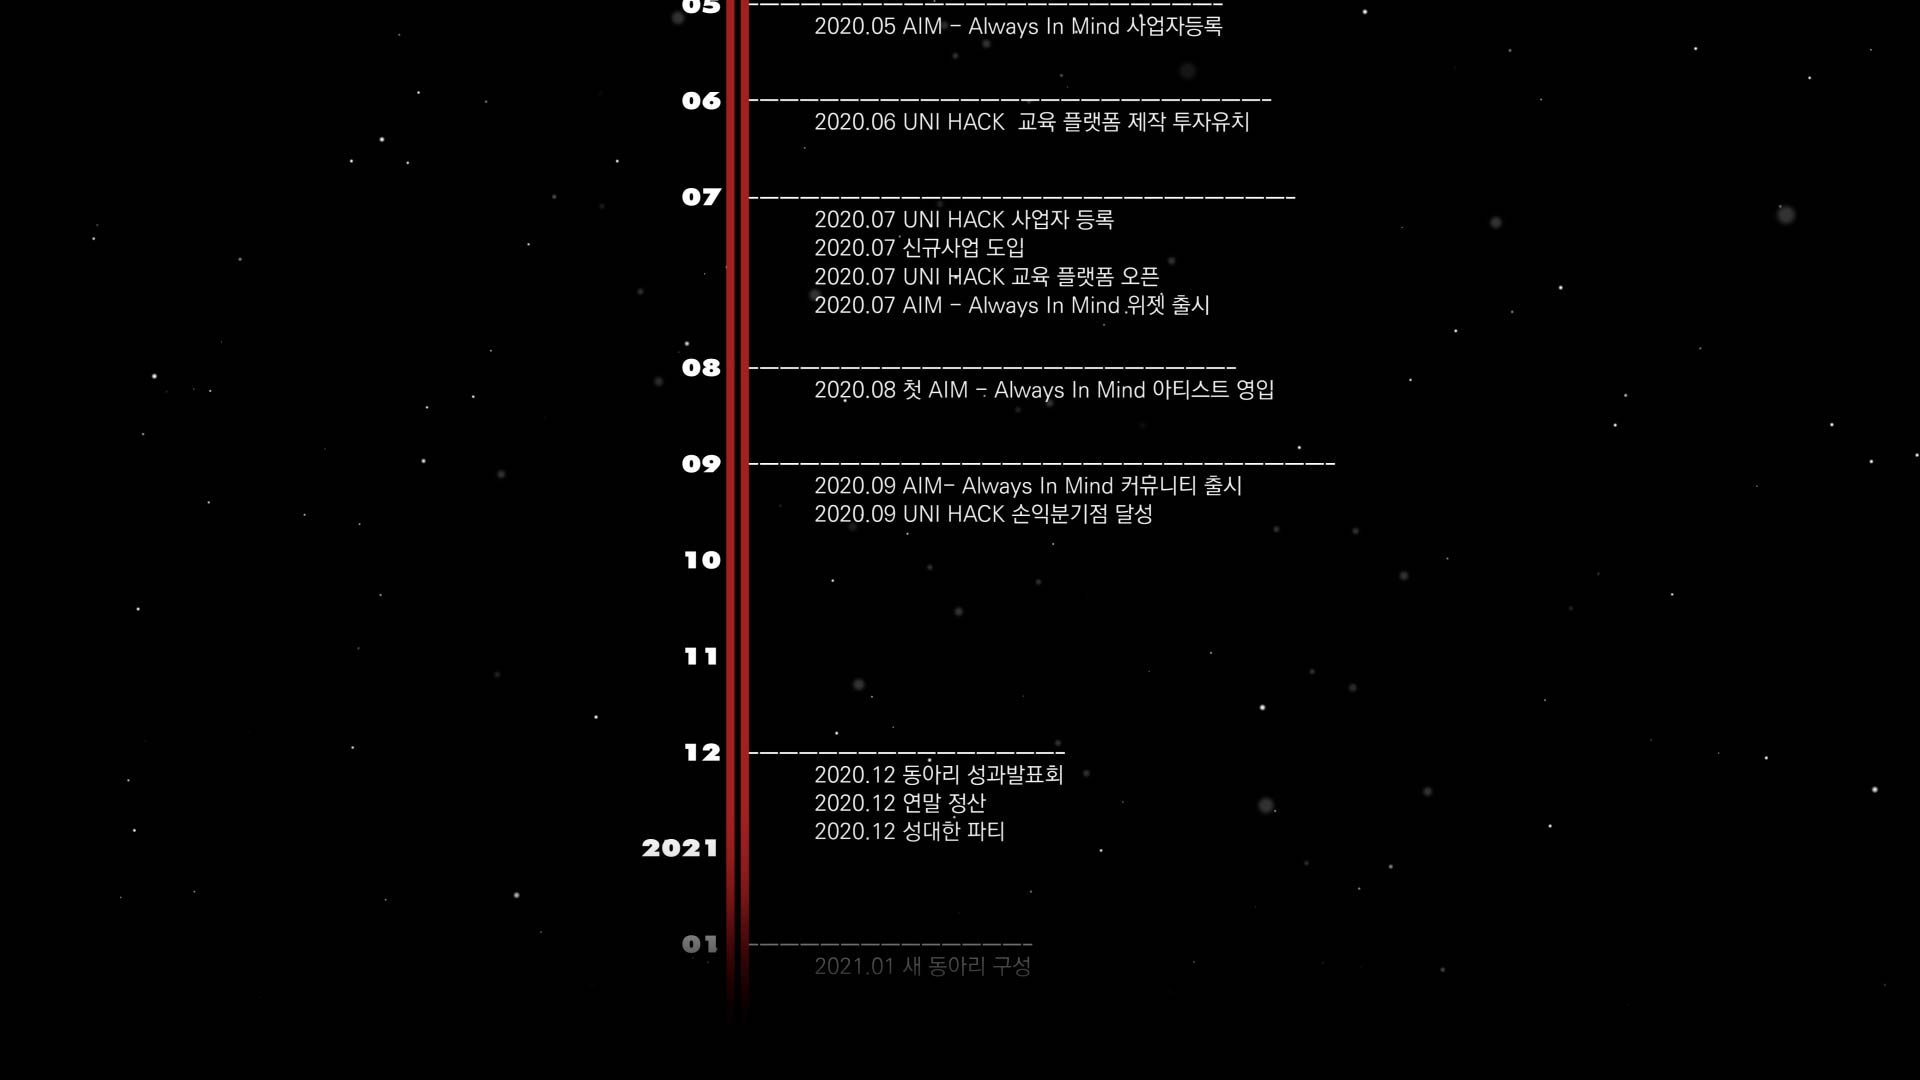 05
2020.05 AIM - Always In Mind 사업자등록
06
2020.06 UNI HACK 교육 플랫폼 제작 투자유치
07
2020.07 UNI HACK 사업자 등록
2020.07 신규사업 도입
2020.07 UNI HACK 교육 플랫폼 오픈
2020.07 AIM - Always In Mind 위젯 출시
08
2020.08 첫 AIM - Always In Mind 아티스트 영입
09
2020.09 AIM- Always In Mind 커뮤니티 출시
2020.09 UNI HACK 손익분기점 달성
10
11
12
2020.12 동아리 성과발표회
2020.12 연말 정산
2020.12 성대한 파티
2021
01
2021.01 새 동아리 구성